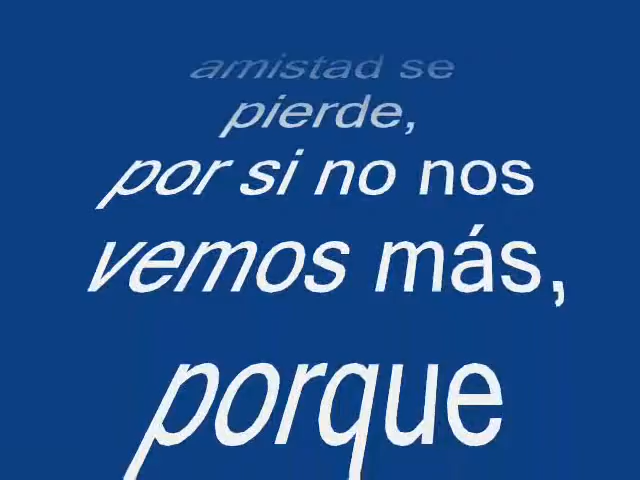 amistad se
pierde,
por si no nos
vemos más,
porque